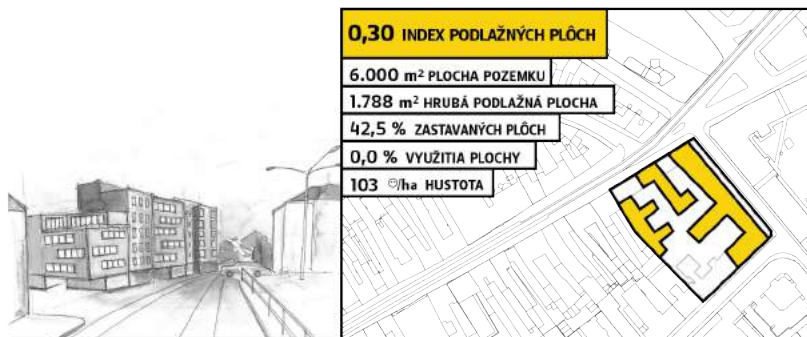 0,30 INDEX PODLAŽNÝCH PLÔCH
6.000 m² PLOCHA POZEMKU
1.788 m² HRUBÁ PODLAŽNÁ PLOCHA
42,5 % ZASTAVANÝCH PLÔCH
0,0 % VYUŽITIA PLOCHY
103 ☺/ha HUSTOTA